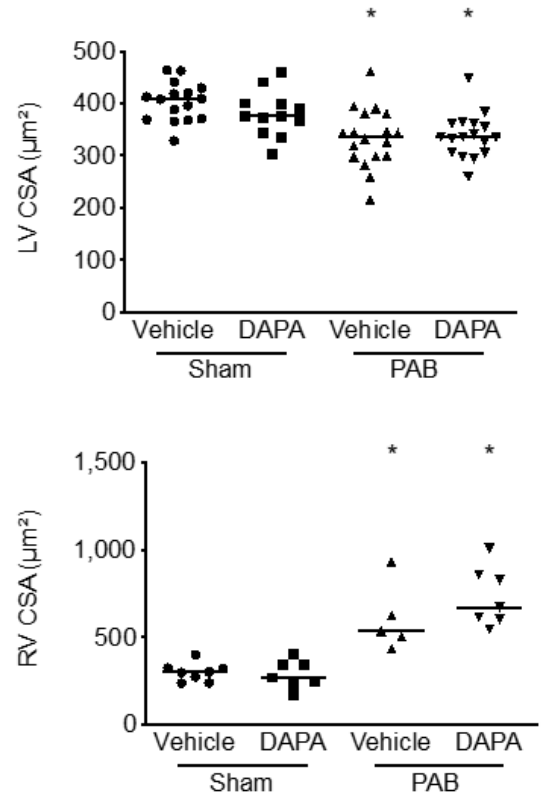 * *
500
400
300
200
100
0
LV CSA (µm²)
Vehicle DAPA Vehicle DAPA
Sham PAB
* *
1,500
1,000
500
0
RV CSA (µm²)
Vehicle DAPA Vehicle DAPA
Sham PAB